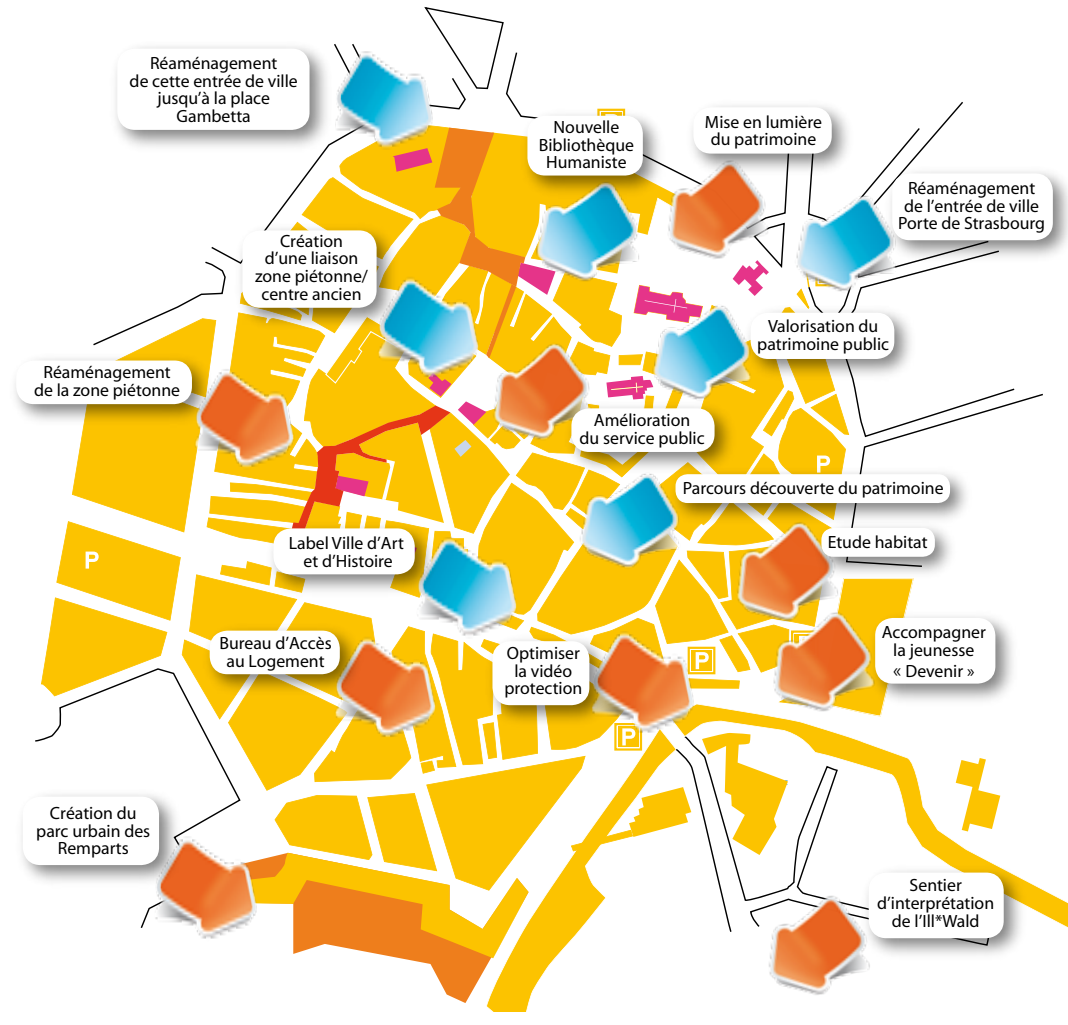 Réaménagement
de cette entrée de ville
jusqu'à la place
Gambetta
Nouvelle
Bibliothèque
Humaniste
Mise en lumière
du patrimoine
Réaménagement
de l'entrée de ville
Porte de Strasbourg
Création
d'une liaison
zone piétonne/
centre ancien
Valorisation du
patrimoine public
Réaménagement
de la zone piétonne
Amélioration
du service public
P
Parcours découverte du patrimoine
Label Ville d'Art
et d'Histoire
Etude habitat
P
Bureau d'Accès
au Logement
Optimiser
la vidéo
protection
P
Accompagner
la jeunesse
« Devenir »
P
Création du
parc urbain des
Remparts
Sentier
d'interprétation
de l'Ill*Wald